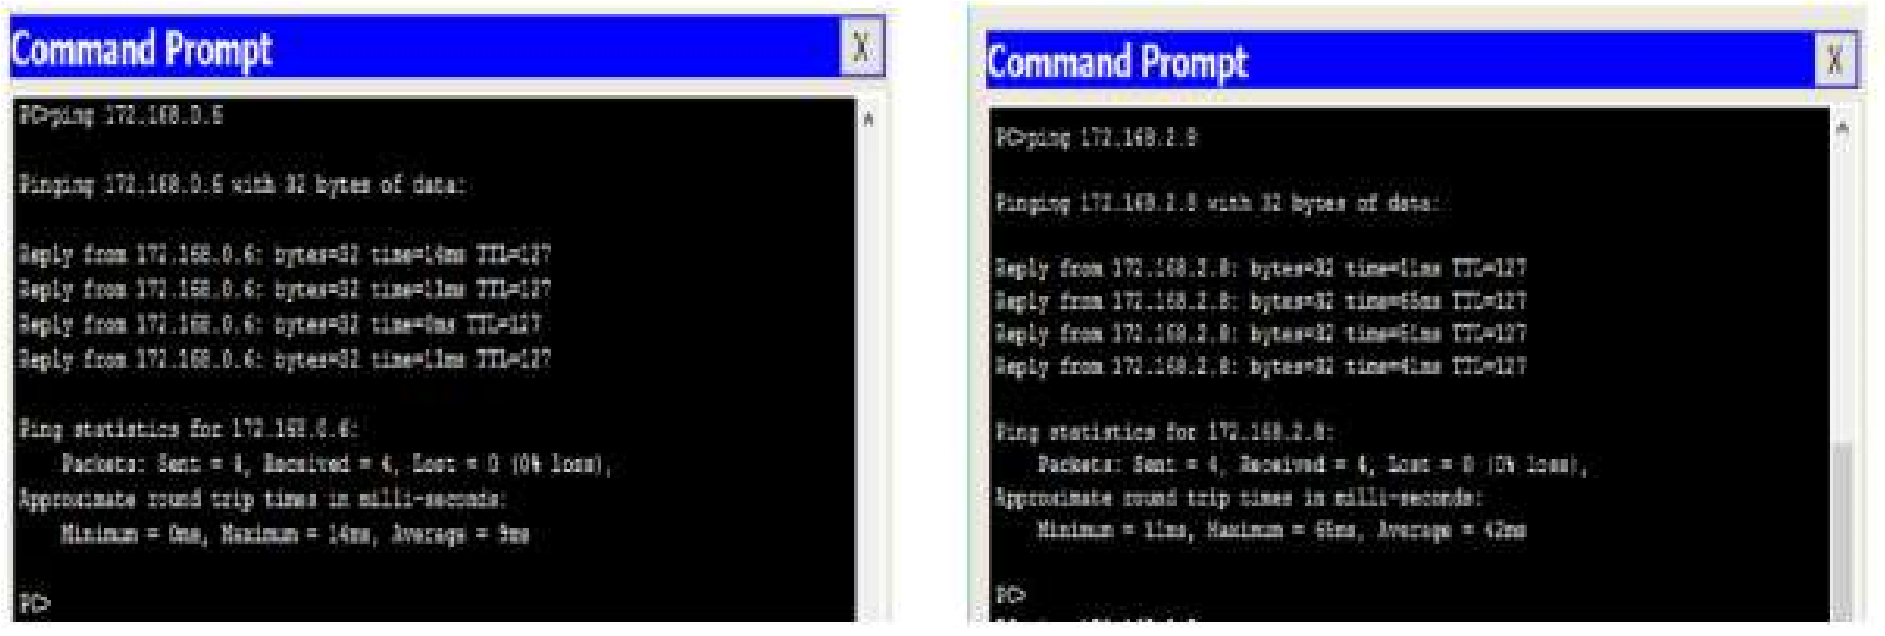 Command Prompt
X
PC>ping 172.168.0.6
Pinging 172.168.0.6 with 32 bytes of data:
Reply from 172.168.0.6: bytes=32 time=14ms TTL=127
Reply from 172.168.0.6: bytes=32 time=11ms TTL=127
Reply from 172.168.0.6: bytes=32 time=0ms TTL=127
Reply from 172.168.0.6: bytes=32 time=11ms TTL=127
Ping statistics for 172.168.0.6:
Packets: Sent = 4, Received = 4, Lost = 0 (0% loss),
Approximate round trip times in milli-seconds:
Minimum = 0ms, Maximum = 14ms, Average = 9ms
PC>
Command Prompt
X
PC>ping 172.168.2.8
Pinging 172.168.2.8 with 32 bytes of data:
Reply from 172.168.2.8: bytes=32 time=11ms TTL=127
Reply from 172.168.2.8: bytes=32 time=65ms TTL=127
Reply from 172.168.2.8: bytes=32 time=51ms TTL=127
Reply from 172.168.2.8: bytes=32 time=41ms TTL=127
Ping statistics for 172.168.2.8:
Packets: Sent = 4, Received = 4, Lost = 0 (0% loss),
Approximate round trip times in milli-seconds:
Minimum = 11ms, Maximum = 65ms, Average = 42ms
PC>